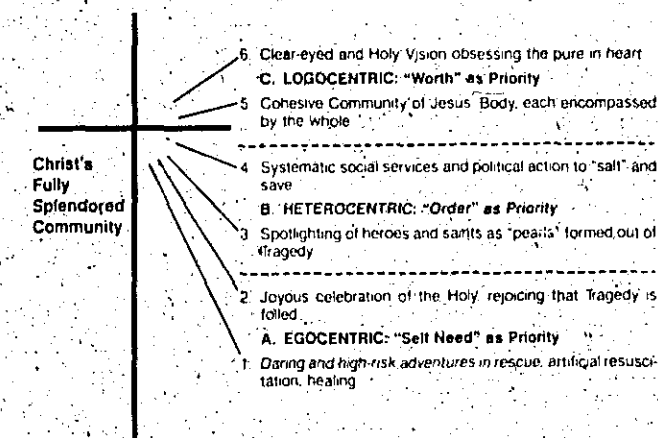 6 Clear-eyed and Holy Vision obsessing the pure in heart
C. LOGOCENTRIC: "Worth" as Priority
5 Cohesive Community of Jesus' Body, each encompassed
by the whole
Christ's
Fully
Splendored
Community
4 Systematic social services and political action to "salt" and
save
B. HETEROCENTRIC: "Order" as Priority
3 Spotlighting of heroes and saints as "pearls" formed out of
Tragedy
2. Joyous celebration of the Holy, rejoicing that Tragedy is
foiled
A. EGOCENTRIC: "Self Need" as Priority
1. Daring and high-risk adventures in rescue, artificial resusci-
tation, healing